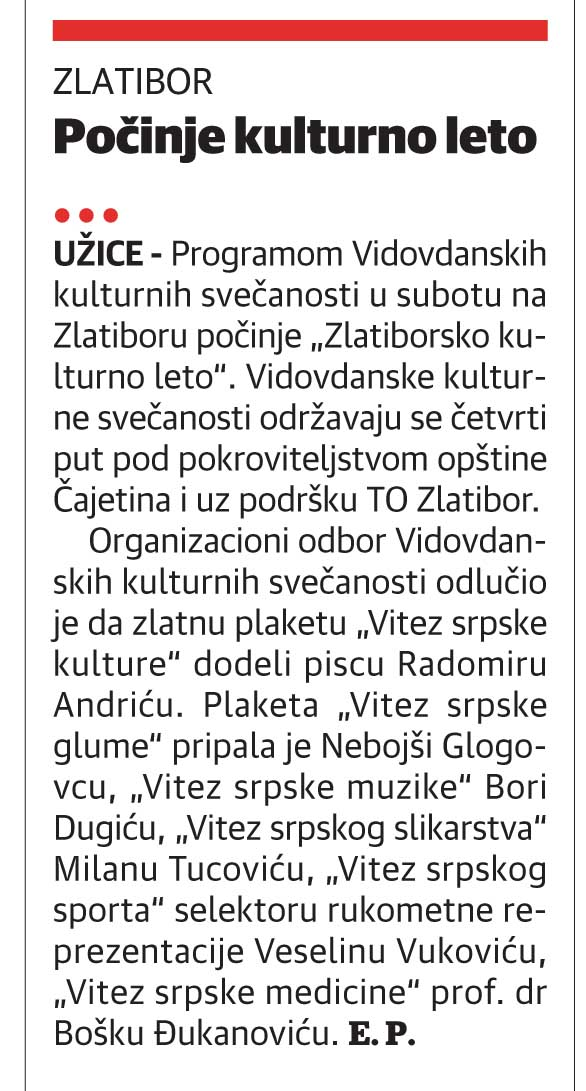 ZLATIBOR
Počinje kulturno leto
UŽICE - Programom Vidovdanskih
kulturnih svečanosti u subotu na
Zlatiboru počinje „Zlatiborsko ku-
lturno leto“. Vidovdanske kultur-
ne svečanosti održavaju se četvrti
put pod pokroviteljstvom opštine
Čajetina i uz podršku TO Zlatibor.
Organizacioni odbor Vidovdan-
skih kulturnih svečanosti odlučio
je da zlatnu plaketu „Vitez srpske
kulture“ dodeli piscu Radomiru
Andriću. Plaketa „Vitez srpske
glume“ pripala je Nebojši Glogo-
vcu, „Vitez srpske muzike“ Bori
Dugiću, „Vitez srpskog slikarstva“
Milanu Tucoviću, „Vitez srpskog
sporta“ selektoru rukometne re-
prezentacije Veselinu Vukoviću,
„Vitez srpske medicine“ prof. dr
Bošku Đukanoviću. E. P.